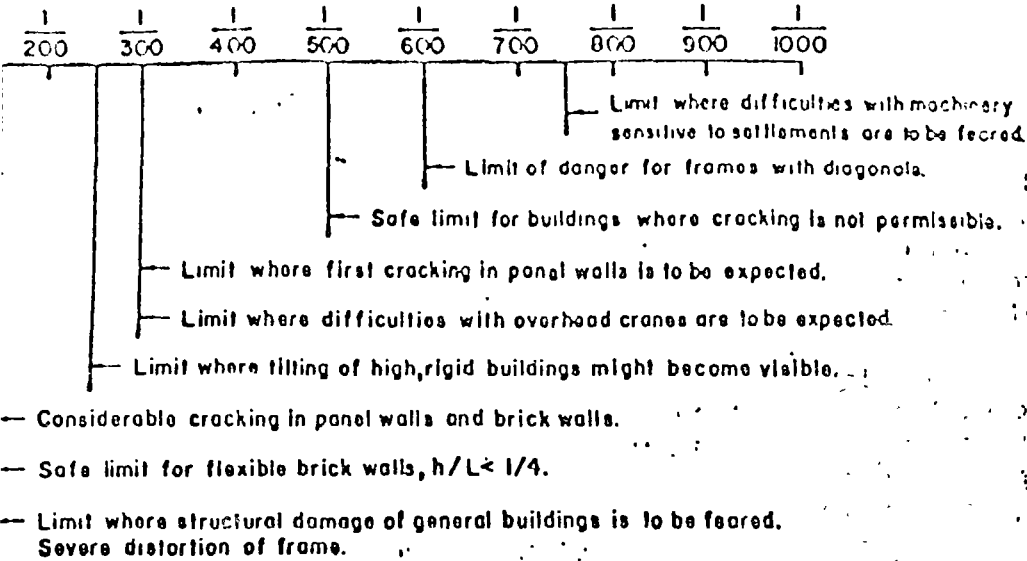 1/200 1/300 1/400 1/500 1/600 1/700 1/800 1/900 1/1000
Limit where difficulties with machinery
sensitive to settlements are to be feared
Limit of danger for frames with diagonals.
Safe limit for buildings where cracking is not permissible.
Limit where first cracking in panel walls is to be expected.
Limit where difficulties with overhead cranes are to be expected
Limit where tilting of high, rigid buildings might become visible.
Considerable cracking in panel walls and brick walls.
Safe limit for flexible brick walls, h/L < 1/4.
Limit where structural damage of general buildings is to be feared.
Severe distortion of frame.